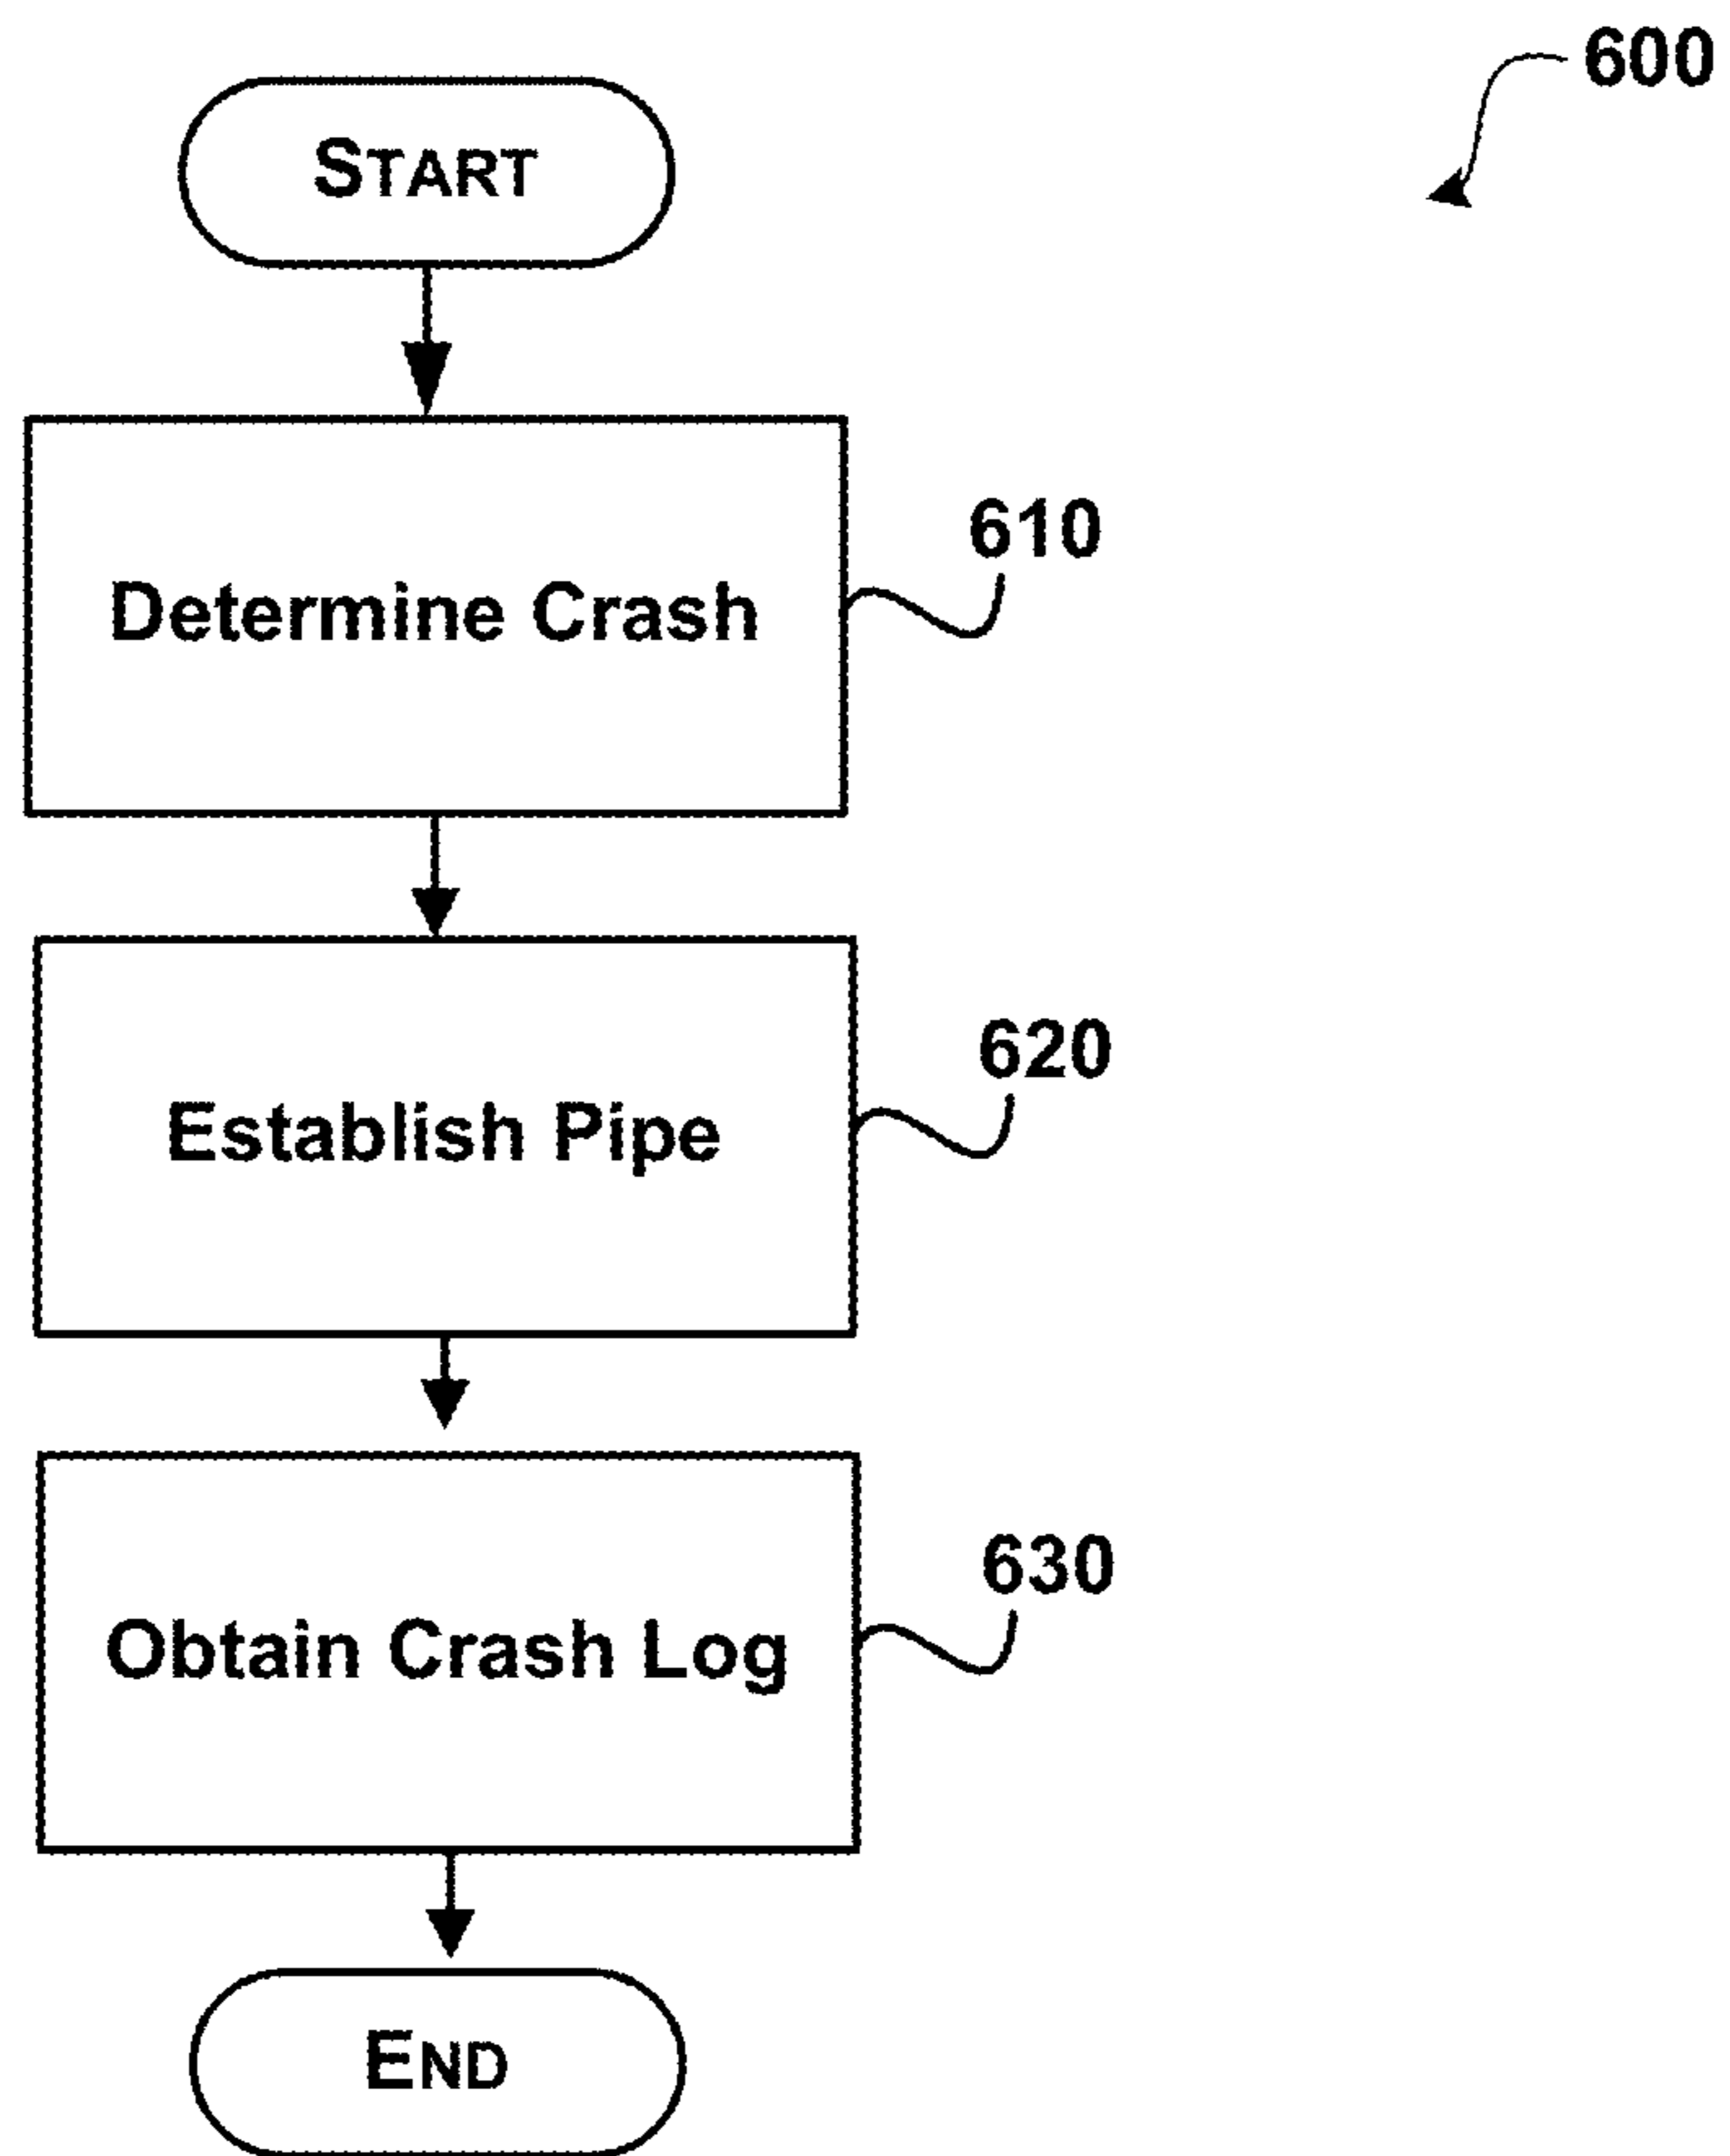 600
START
Determine Crash
610
Establish Pipe
620
Obtain Crash Log
630
END